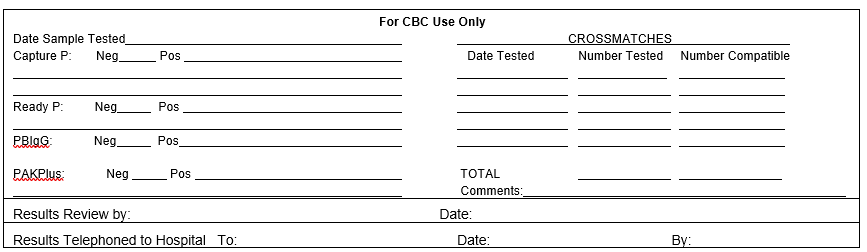 For CBC Use Only
Date Sample Tested CROSSMATCHES
Capture P: Neg Pos Date Tested Number Tested Number Compatible
Ready P: Neg Pos
PBIgG: Neg Pos
PAKPlus: Neg Pos TOTAL
Comments:
Results Review by: Date:
Results Telephoned to Hospital To: Date: By: